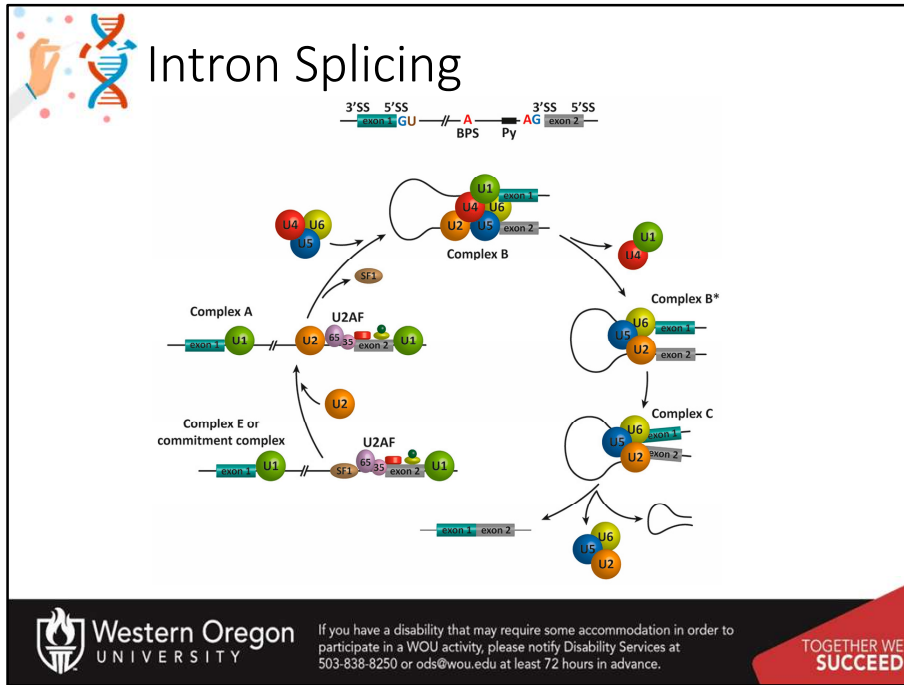 Intron Splicing
3'SS 5'SS 3'SS 5'SS
exon 1 GU A AG exon 2
BPS Py
U1
exon 1
U4 U6
U4 U6
U5
U2 U5 exon 2
Complex B
U1
U4
SF1
Complex A
U2AF
U1 U2 65 35 exon 1 exon 2 U1
Complex B*
U6
exon 1
U5
U2
exon 2
U2
Complex E or
commitment complex
U2AF
exon 1 U1 SF1 65 35 exon 2 U1
Complex C
U6
exon 1
U5
U2
exon 2
exon 1 exon 2
U6
U5
U2
Western Oregon
UNIVERSITY
If you have a disability that may require some accommodation in order to
participate in a WOU activity, please notify Disability Services at
503-838-8250 or ods@wou.edu at least 72 hours in advance.
TOGETHER WE
SUCCEED